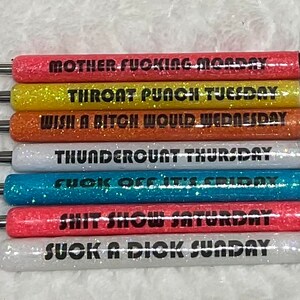 MOTHER FUCKING MONDAY
THROAT PUNCH TUESDAY
WISH A BITCH WOULD WEDNESDAY
THUNDERCUNT THURSDAY
FUCK OFF IT'S FRIDAY
SHIT SHOW SATURDAY
SUCK A DICK SUNDAY